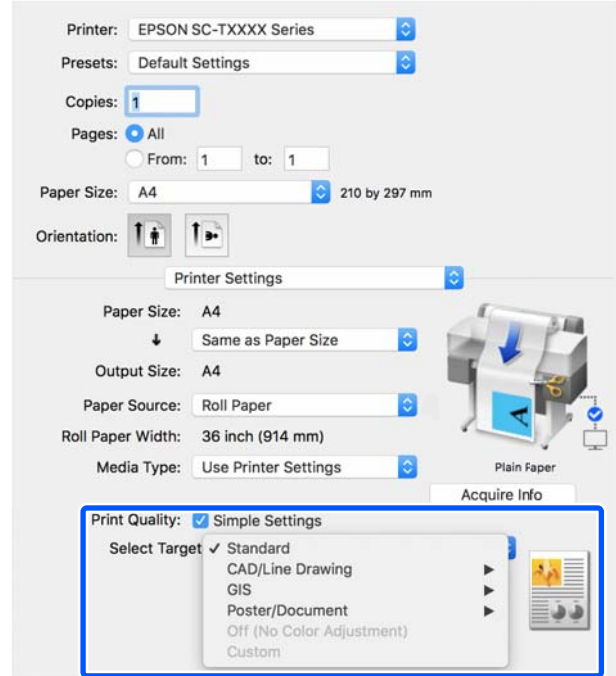 Printer: EPSON SC-TXXXX Series
Presets: Default Settings
Copies: 1
Pages: All
From: 1 to: 1
Paper Size: A4 210 by 297 mm
Orientation:
Printer Settings
Paper Size: A4
Same as Paper Size
Output Size: A4
Paper Source: Roll Paper
Roll Paper Width: 36 inch (914 mm)
Media Type: Use Printer Settings
Plain Paper
Acquire Info
Print Quality: Simple Settings
Select Target ✓ Standard
CAD/Line Drawing
GIS
Poster/Document
Off (No Color Adjustment)
Custom